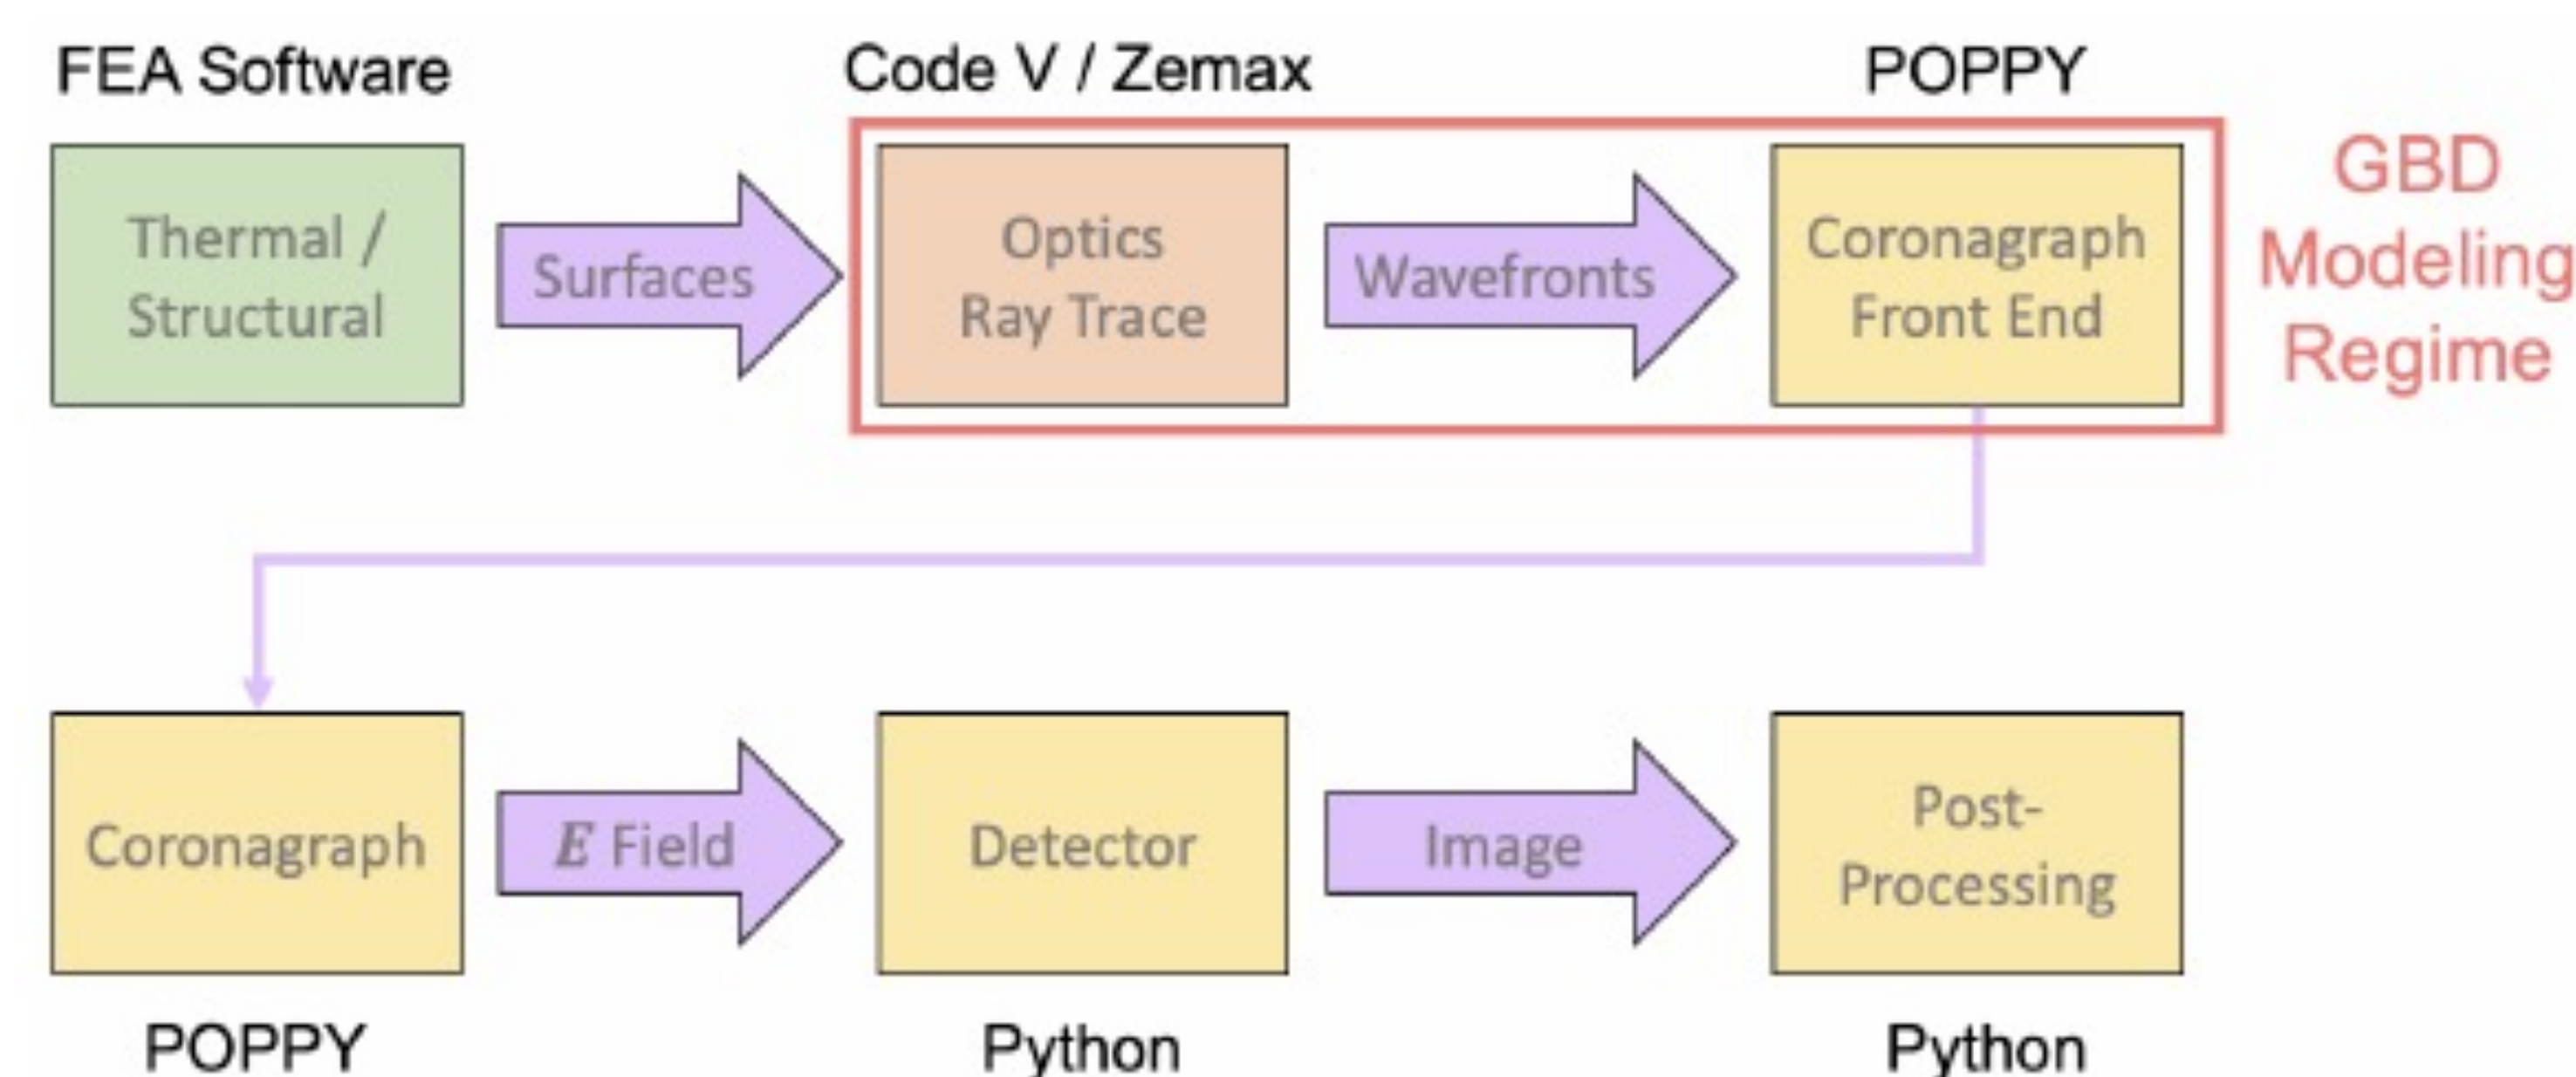 FEA Software
Code V / Zemax
POPPY
Thermal /
Structural
Surfaces
Optics
Ray Trace
Wavefronts
Coronagraph
Front End
GBD
Modeling
Regime
Coronagraph
E Field
Detector
Image
Post-
Processing
POPPY
Python
Python